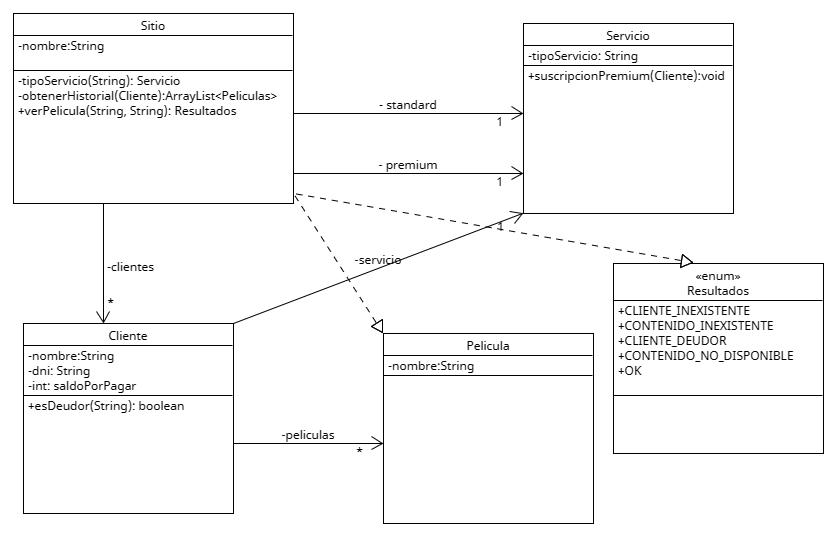 Sitio
-nombre:String
-tipoServicio(String): Servicio
-obtenerHistorial(Cliente):ArrayList<Peliculas>
+verPelicula(String, String): Resultados
Servicio
-tipoServicio: String
+suscripcionPremium(Cliente):void
- standard
1
- premium
1
-clientes
*
-servicio
1
«enum»
Resultados
+CLIENTE_INEXISTENTE
+CONTENIDO_INEXISTENTE
+CLIENTE_DEUDOR
+CONTENIDO_NO_DISPONIBLE
+OK
Cliente
-nombre:String
-dni: String
-int: saldoPorPagar
+esDeudor(String): boolean
-peliculas
*
Pelicula
-nombre:String